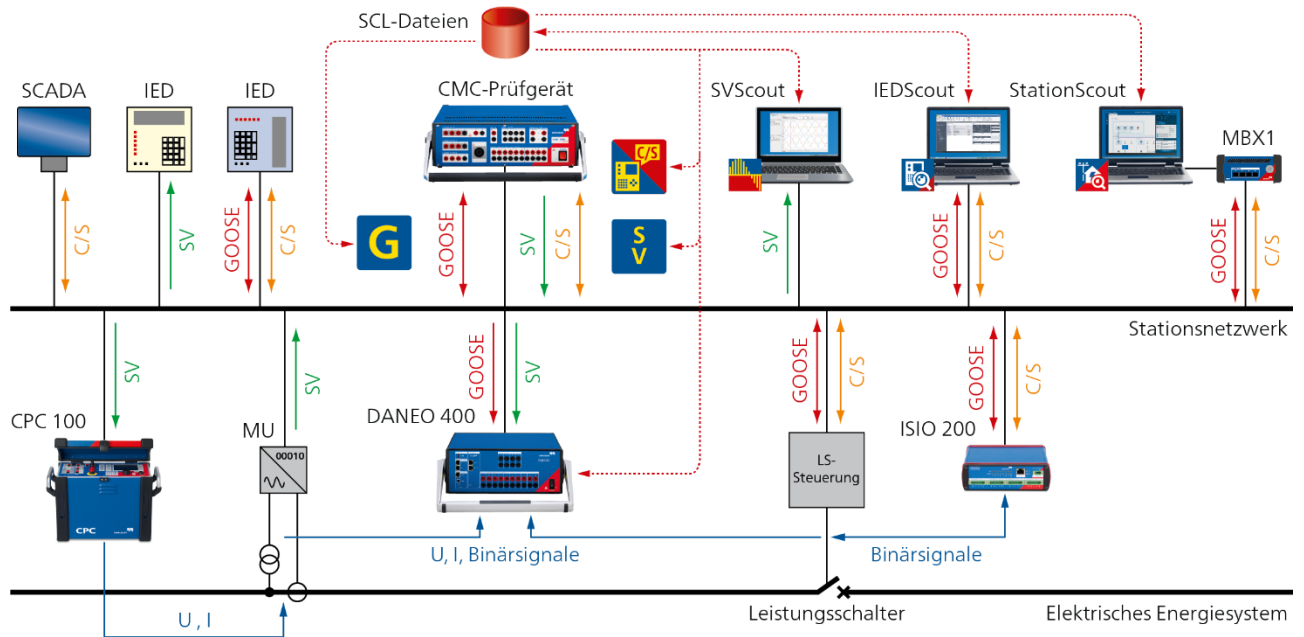 SCL-Dateien
SCADA
IED
IED
CMC-Prüfgerät
SVScout
IEDScout
StationScout
MBX1
C/S
SV
GOOSE
C/S
G
GOOSE
SV
C/S
C/S
S
V
SV
GOOSE
C/S
GOOSE
C/S
Stationsnetzwerk
SV
SV
GOOSE
SV
GOOSE
C/S
GOOSE
C/S
CPC 100
MU
00010
DANEO 400
LS-
Steuerung
ISIO 200
CPC
U, I, Binärsignale
Binärsignale
U , I
Leistungsschalter
Elektrisches Energiesystem